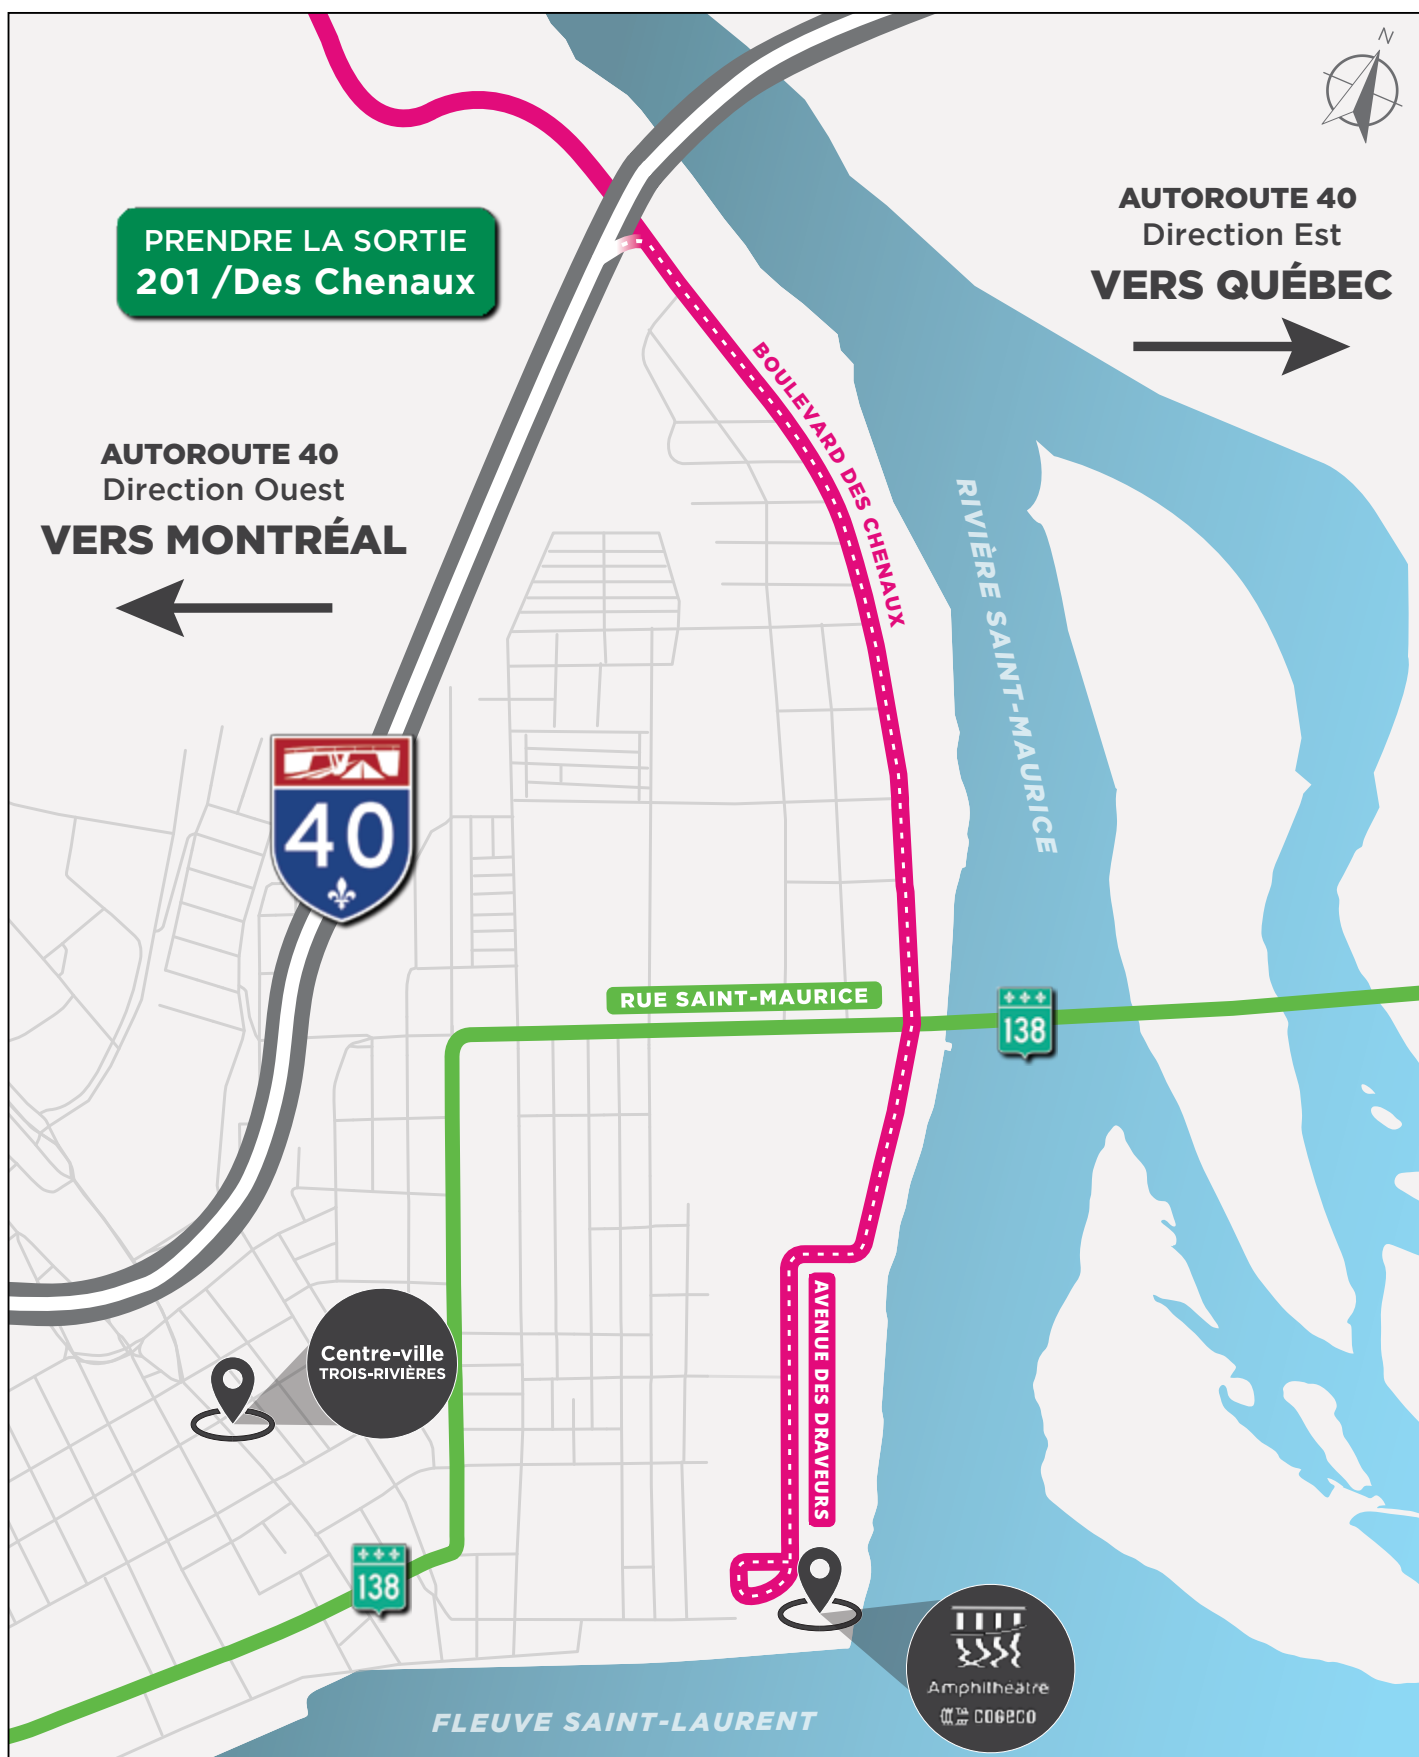 N
AUTOROUTE 40
Direction Est
VERS QUÉBEC
PRENDRE LA SORTIE
201 /Des Chenaux
BOULEVARD DES CHENAUX
AUTOROUTE 40
Direction Ouest
VERS MONTRÉAL
RIVIÈRE SAINT-MAURICE
40
RUE SAINT-MAURICE
138
AVENUE DES DRAVEURS
Centre-ville
TROIS-RIVIÈRES
138
Amphithéâtre
COGECO
FLEUVE SAINT-LAURENT